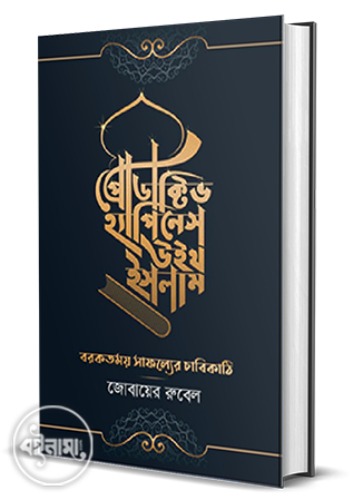 প্রোডাক্টিভ
হ্যাপিনেস
উইথ
ইসলাম
বরকতময় সাফল্যের চাবিকাঠি
জোবায়ের রুবেল
বইনামা